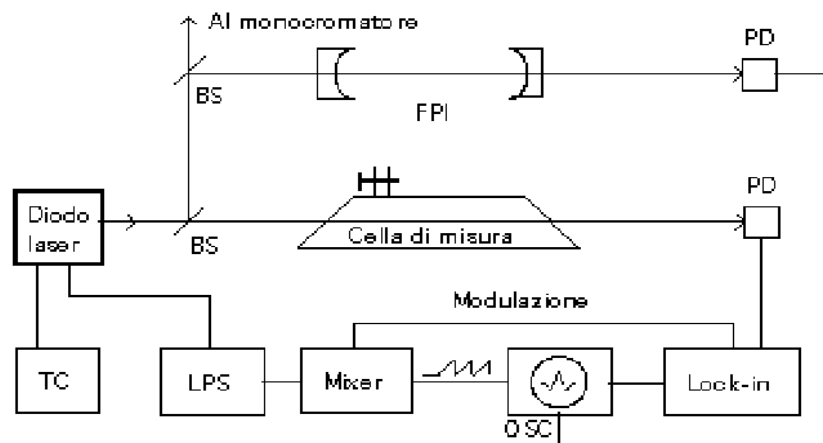 Al monocromatore
PD
BS
FPI
PD
Diodo
laser
BS
Cella di misura
Modulazione
TC
LPS
Mixer
Lock-in
OSC